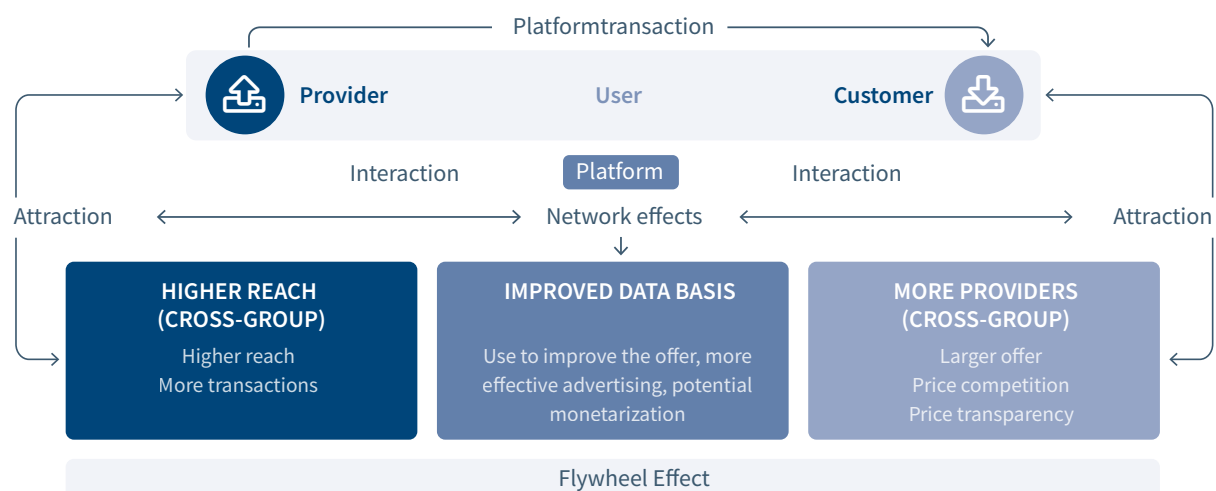 Platformtransaction
Provider
User
Customer
Interaction
Platform
Interaction
Attraction
Network effects
Attraction
HIGHER REACH
(CROSS-GROUP)
Higher reach
More transactions
IMPROVED DATA BASIS
Use to improve the offer, more
effective advertising, potential
monetarization
MORE PROVIDERS
(CROSS-GROUP)
Larger offer
Price competition
Price transparency
Flywheel Effect